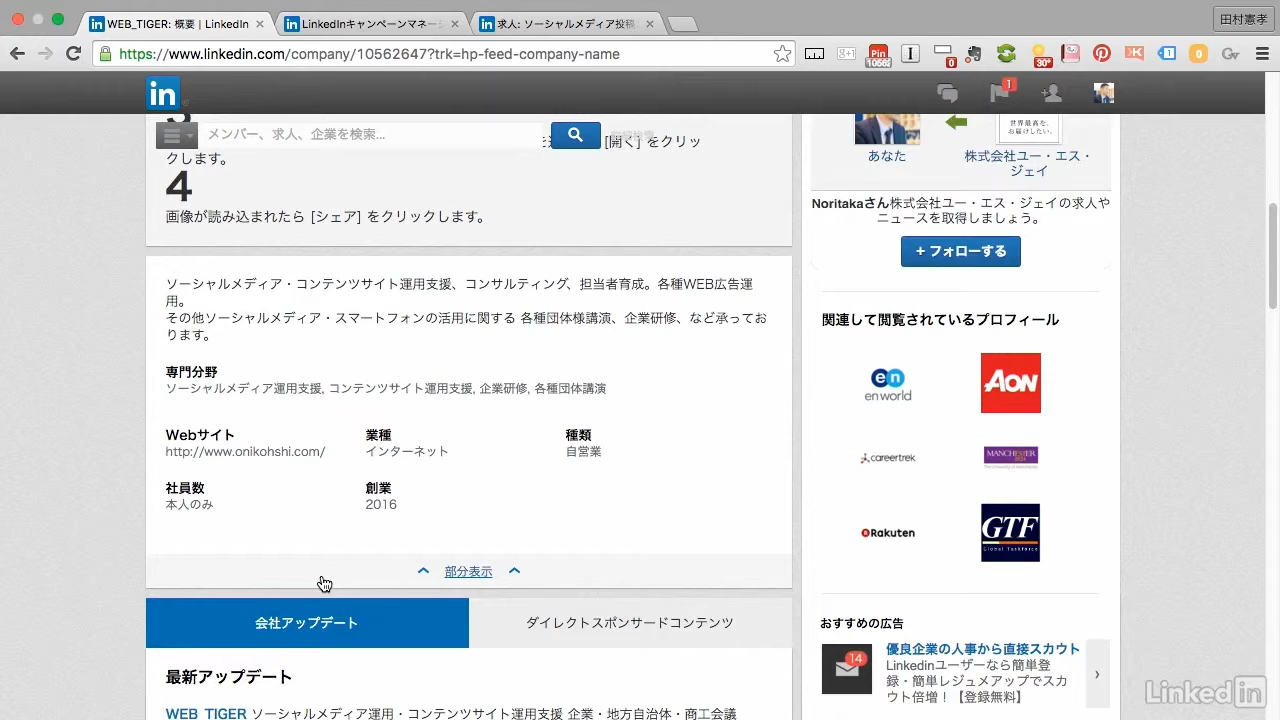 WEB_TIGER: 概要 | LinkedIn
LinkedInキャンペーンマネー
求人: ソーシャルメディア投稿
田村憲孝
https://www.linkedin.com/company/10562647?trk=hp-feed-company-name
メンバー、求人、企業を検索...
[開く] をクリッ
クします。
4
画像が読み込まれたら [シェア] をクリックします。
ソーシャルメディア・コンテンツサイト運用支援、コンサルティング、担当者育成。各種WEB広告運
用。
その他ソーシャルメディア・スマートフォンの活用に関する 各種団体様講演、企業研修、など承ってお
ります。
専門分野
ソーシャルメディア運用支援, コンテンツサイト運用支援, 企業研修, 各種団体講演
Webサイト
http://www.onikohshi.com/
業種
インターネット
種類
自営業
社員数
本人のみ
創業
2016
部分表示
会社アップデート
ダイレクトスポンサードコンテンツ
最新アップデート
WEB_TIGER ソーシャルメディア運用・コンテンツサイト運用支援 企業・地方自治体・商工会議
世界最高を、
お届けしたい。
あなた
株式会社ユー・エス・
ジェイ
Noritakaさん株式会社ユー・エス・ジェイの求人や
ニュースを取得しましょう。
+ フォローする
関連して閲覧されているプロフィール
en
en world
AON
careertrek
MANCHESTER
1824
The University of Manchester
Rakuten
GTF
Global Taskforce
おすすめの広告
14
優良企業の人事から直接スカウト
Linkedinユーザーなら簡単登
録・簡単レジュメアップでスカ
ウト倍増！【登録無料】
LinkedIn